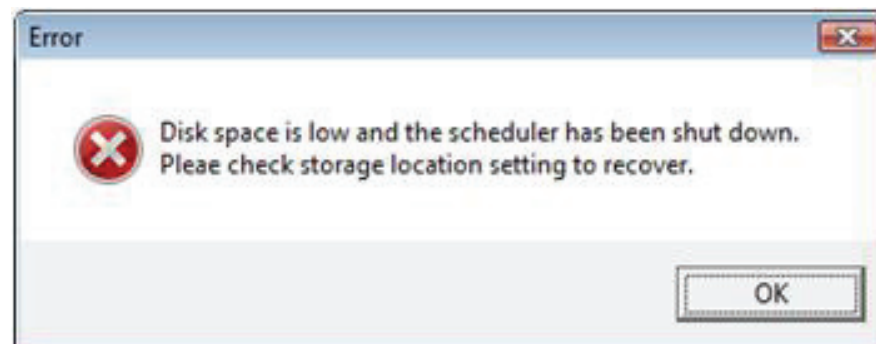 Error
Disk space is low and the scheduler has been shut down.
Pleae check storage location setting to recover.
OK